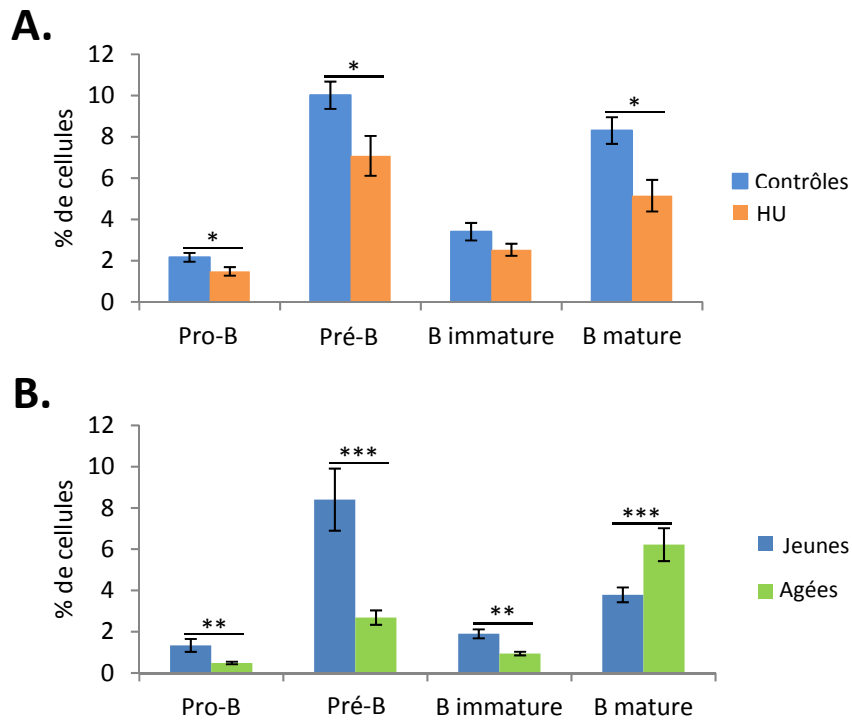 A.
12
10
8
6
4
2
0
% de cellules
*
*
*
*
Pro-B
Pré-B
B immature
B mature
Contrôles
HU
B.
12
10
8
6
4
2
0
% de cellules
**
***
**
***
Pro-B
Pré-B
B immature
B mature
Jeunes
Agées